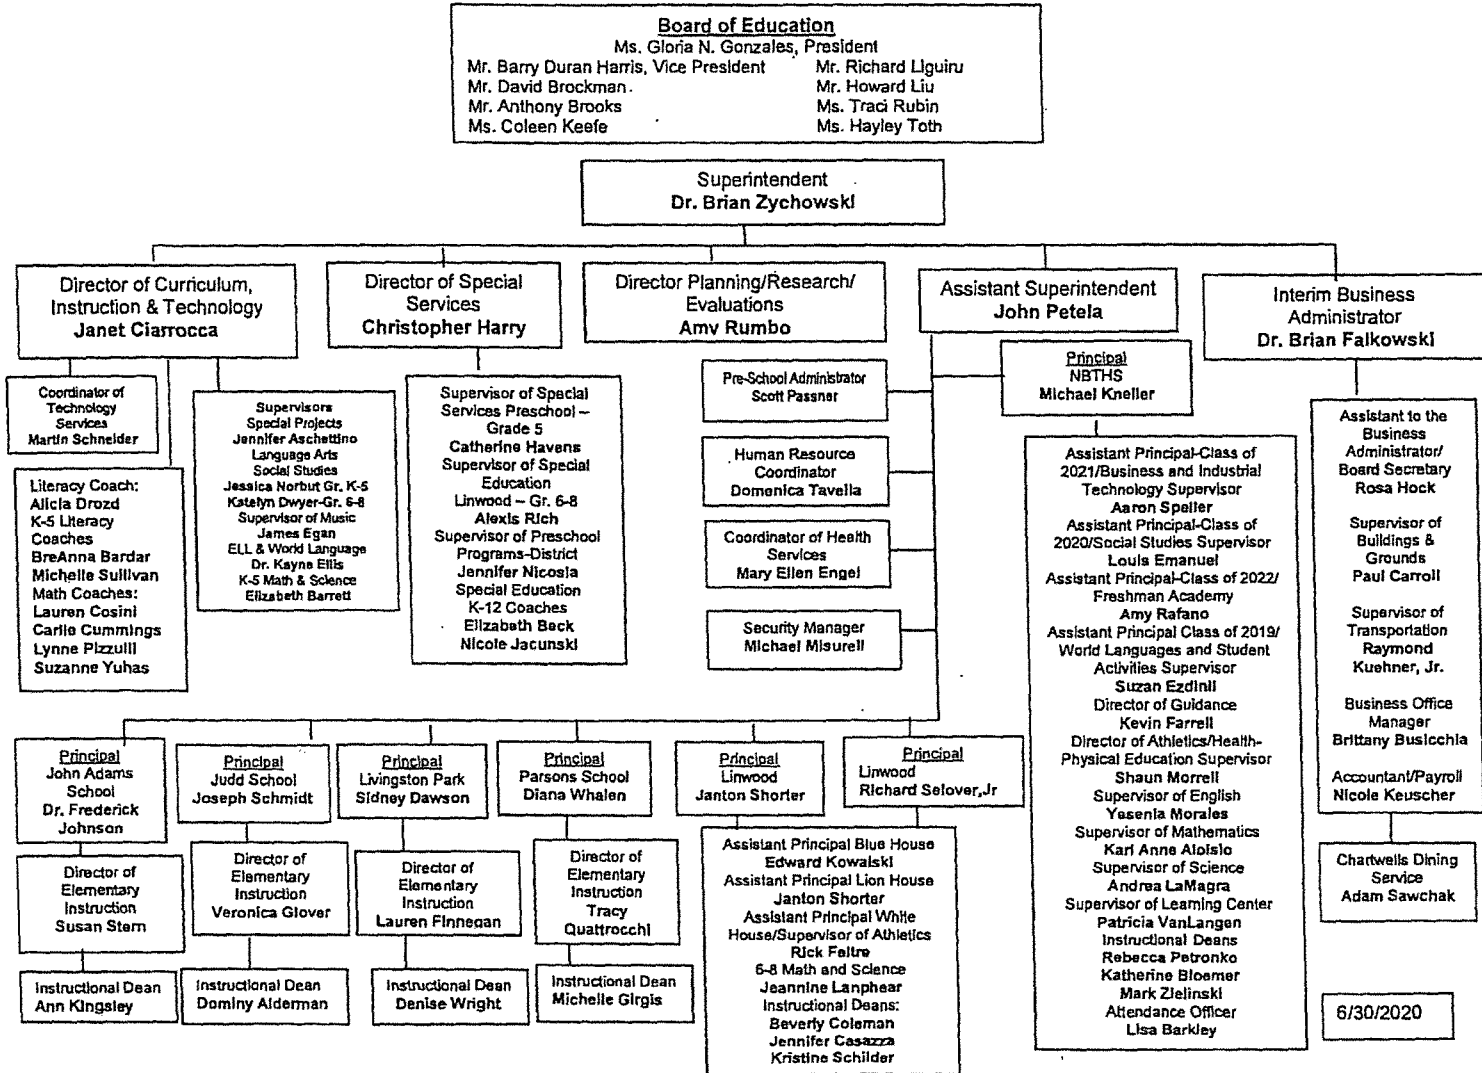 Board of Education
Ms. Gloria N. Gonzales, President
Mr. Barry Duran Harris, Vice President
Mr. David Brockman
Mr. Anthony Brooks
Ms. Coleen Keefe
Mr. Richard Liguiru
Mr. Howard Liu
Ms. Traci Rubin
Ms. Hayley Toth
Superintendent
Dr. Brian Zychowski
Director of Curriculum,
Instruction & Technology
Janet Ciarrocca
Director of Special
Services
Christopher Harry
Director Planning/Research/
Evaluations
Amy Rumbo
Assistant Superintendent
John Petela
Interim Business
Administrator
Dr. Brian Falkowski
Coordinator of
Technology
Services
Martin Schneider
Literacy Coach:
Alicia Drozd
K-5 Literacy
Coaches
BreAnna Bardar
Michelle Sullivan
Math Coaches:
Lauren Cosini
Carlie Cummings
Lynne Pizzulli
Suzanne Yuhas
Supervisors
Special Projects
Jennifer Aschettino
Language Arts
Social Studies
Jessica Norbut Gr. K-5
Katelyn Dwyer-Gr. 6-8
Supervisor of Music
James Egan
ELL & World Language
Dr. Kayne Ellis
K-5 Math & Science
Elizabeth Barrett
Supervisor of Special
Services Preschool –
Grade 5
Catherine Havens
Supervisor of Special
Education
Linwood – Gr. 6-8
Alexis Rich
Supervisor of Preschool
Programs-District
Jennifer Nicosia
Special Education
K-12 Coaches
Elizabeth Beck
Nicole Jacunski
Pre-School Administrator
Scott Passner
Human Resource
Coordinator
Domenica Tavella
Coordinator of Health
Services
Mary Ellen Engel
Security Manager
Michael Misurell
Principal
NBTHS
Michael Kneller
Assistant Principal-Class of
2021/Business and Industrial
Technology Supervisor
Aaron Speller
Assistant Principal-Class of
2020/Social Studies Supervisor
Louis Emanuel
Assistant Principal-Class of 2022/
Freshman Academy
Amy Rafano
Assistant Principal Class of 2019/
World Languages and Student
Activities Supervisor
Suzan Ezdinli
Director of Guidance
Kevin Farrell
Director of Athletics/Health-
Physical Education Supervisor
Shaun Morrell
Supervisor of English
Yesenia Morales
Supervisor of Mathematics
Karl Anne Aloisio
Supervisor of Science
Andrea LaMagra
Supervisor of Learning Center
Patricia VanLangen
Instructional Deans
Rebecca Petronko
Katherine Bloemer
Mark Zielinski
Attendance Officer
Lisa Barkley
Assistant to the
Business
Administrator/
Board Secretary
Rosa Hock
Supervisor of
Buildings &
Grounds
Paul Carroll
Supervisor of
Transportation
Raymond
Kuehner, Jr.
Business Office
Manager
Brittany Busicchia
Accountant/Payroll
Nicole Keuscher
Chartwells Dining
Service
Adam Sawchak
Principal
John Adams
School
Dr. Frederick
Johnson
Principal
Judd School
Joseph Schmidt
Principal
Livingston Park
Sidney Dawson
Principal
Parsons School
Diana Whalen
Principal
Linwood
Janton Shorter
Principal
Linwood
Richard Selover,Jr
Director of
Elementary
Instruction
Susan Stern
Director of
Elementary
Instruction
Veronica Glover
Director of
Elementary
Instruction
Lauren Finnegan
Director of
Elementary
Instruction
Tracy
Quattrocchi
Assistant Principal Blue House
Edward Kowalski
Assistant Principal Lion House
Janton Shorter
Assistant Principal White
House/Supervisor of Athletics
Rick Feltre
6-8 Math and Science
Jeannine Lanphear
Instructional Deans:
Beverly Coleman
Jennifer Casazza
Kristine Schilder
Instructional Dean
Ann Kingsley
Instructional Dean
Dominy Alderman
Instructional Dean
Denise Wright
Instructional Dean
Michelle Girgis
6/30/2020